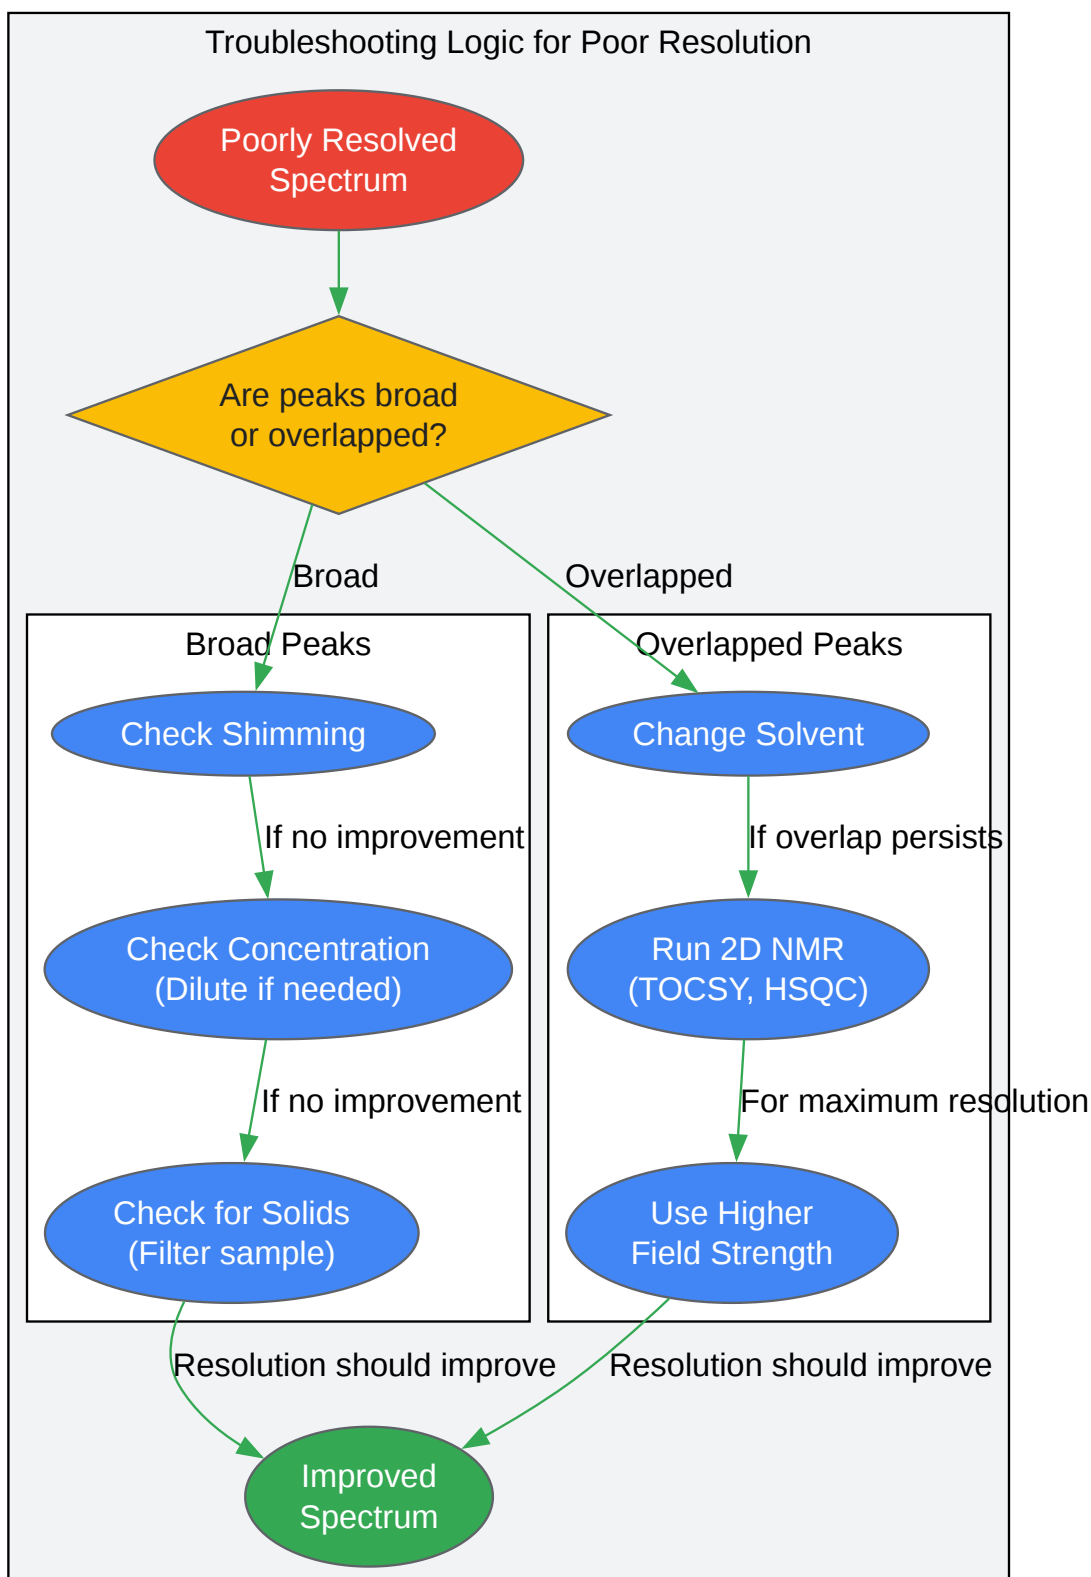 Troubleshooting Logic for Poor Resolution
Poorly Resolved
Spectrum
Are peaks broad
or overlapped?
Broad
Overlapped
Broad Peaks
Check Shimming
If no improvement
Check Concentration
(Dilute if needed)
If no improvement
Check for Solids
(Filter sample)
Resolution should improve
Overlapped Peaks
Change Solvent
If overlap persists
Run 2D NMR
(TOCSY, HSQC)
For maximum resolution
Use Higher
Field Strength
Resolution should improve
Improved
Spectrum